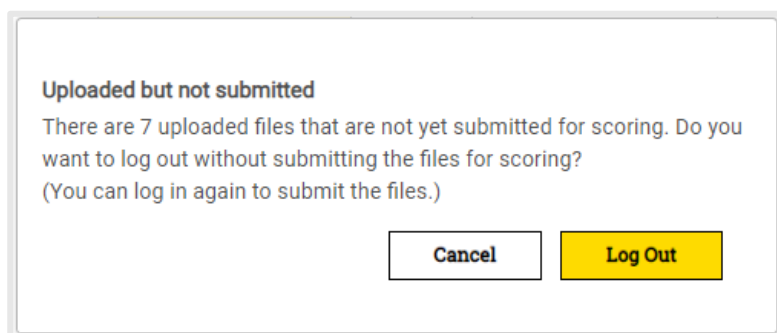 Uploaded but not submitted
There are 7 uploaded files that are not yet submitted for scoring. Do you
want to log out without submitting the files for scoring?
(You can log in again to submit the files.)
Cancel
Log Out